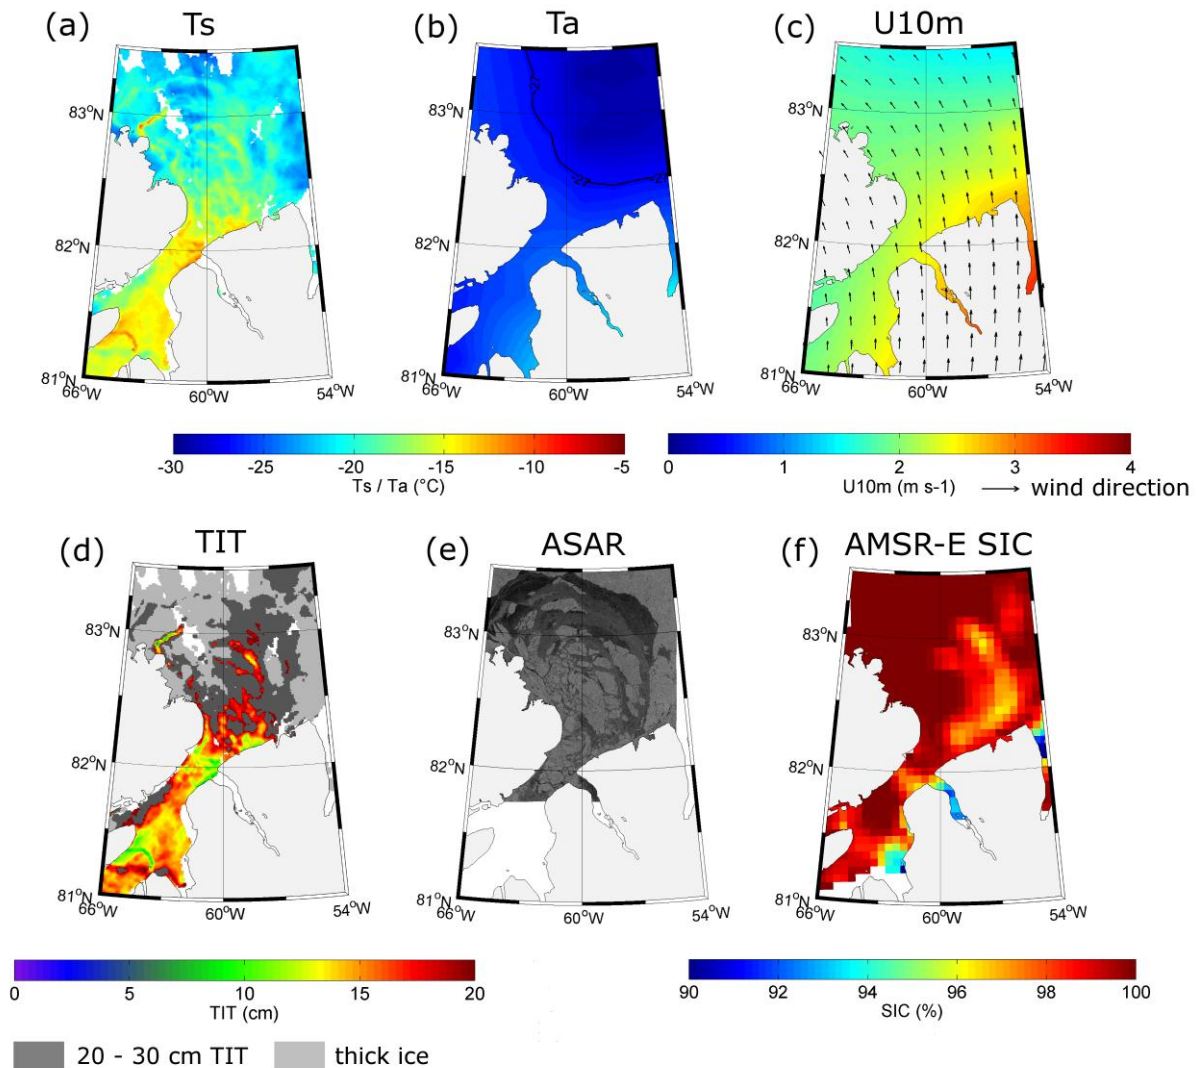 (a) Ts
(b) Ta
(c) U10m
83°N
82°N
81°N
66°W 60°W 54°W
83°N
82°N
81°N
66°W 60°W 54°W
83°N
82°N
81°N
66°W 60°W 54°W
-30 -25 -20 -15 -10 -5
Ts / Ta (°C)
0 1 2 3 4
U10m (m s-1) wind direction
(d) TIT
(e) ASAR
(f) AMSR-E SIC
83°N
82°N
81°N
66°W 60°W 54°W
83°N
82°N
81°N
66°W 60°W 54°W
83°N
82°N
81°N
66°W 60°W 54°W
0 5 10 15 20
TIT (cm)
90 92 94 96 98 100
SIC (%)
20 - 30 cm TIT thick ice